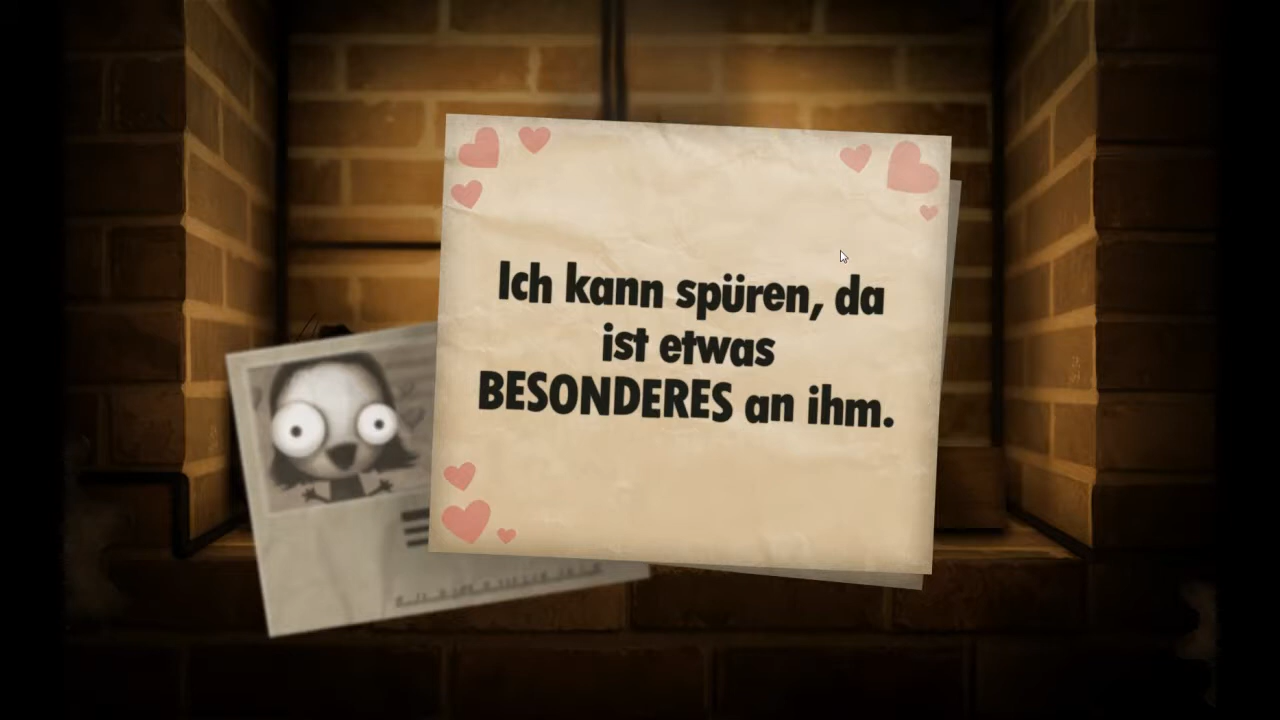 Ich kann spüren, da
ist etwas
BESONDERES an ihm.